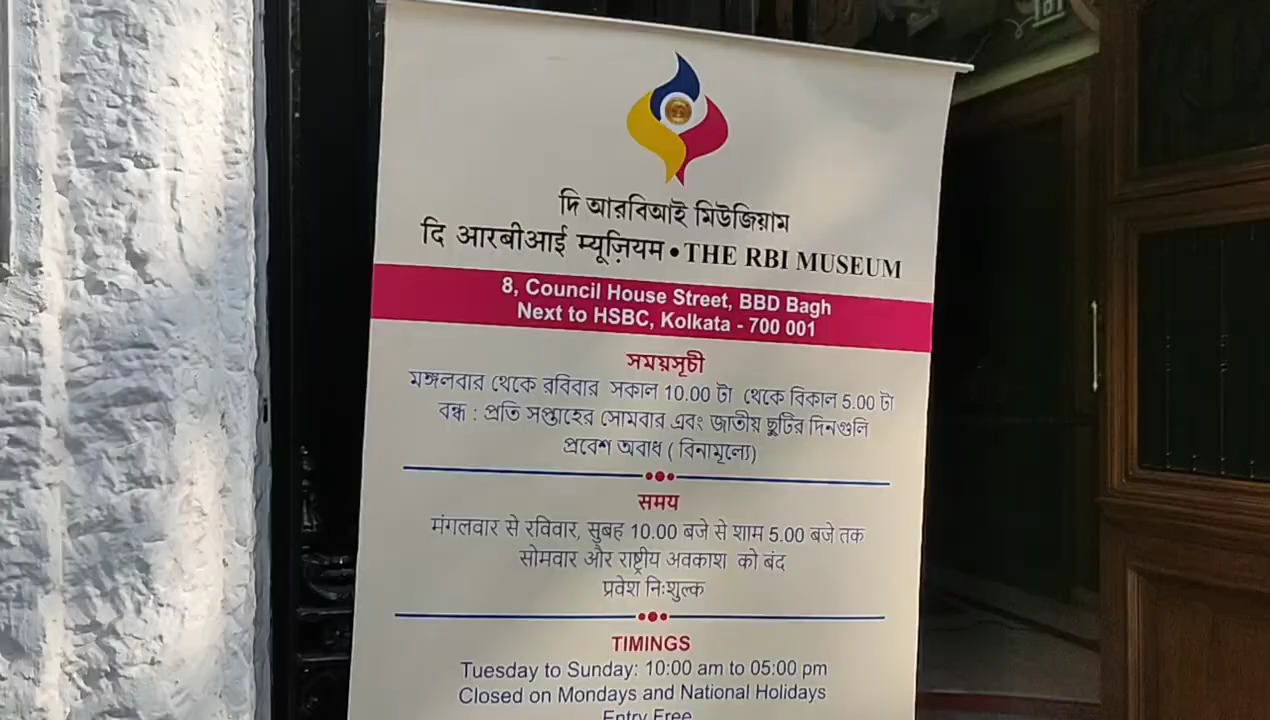 দি আরবিআই মিউজিয়াম
दि आरबीआई म्यूज़ियम • THE RBI MUSEUM
8, Council House Street, BBD Bagh
Next to HSBC, Kolkata - 700 001
সময়সূচী
মঙ্গলবার থেকে রবিবার সকাল 10.00 টা থেকে বিকাল 5.00 টা
বন্ধ : প্রতি সপ্তাহের সোমবার এবং জাতীয় ছুটির দিনগুলি
প্রবেশ অবাধ ( বিনামূল্যে)
समय
मंगलवार से रविवार, सुबह 10.00 बजे से शाम 5.00 बजे तक
सोमवार और राष्ट्रीय अवकाश को बंद
प्रवेश निःशुल्क
TIMINGS
Tuesday to Sunday: 10:00 am to 05:00 pm
Closed on Mondays and National Holidays
Entry Free